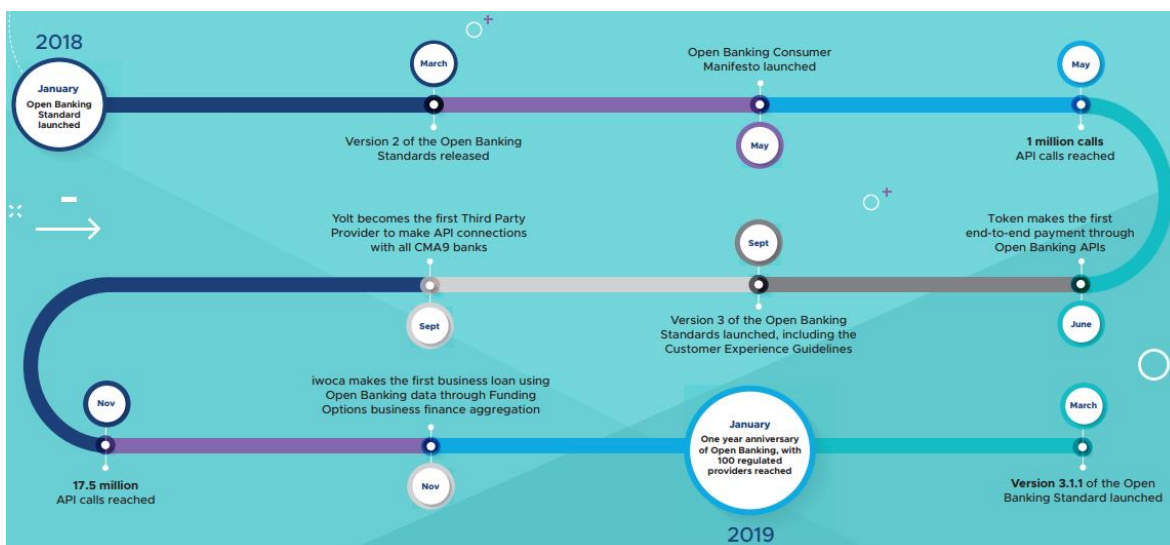 2018
January
Open Banking
Standard
launched
March
Version 2 of the Open Banking
Standards released
Open Banking Consumer
Manifesto launched
May
May
1 million calls
API calls reached
Token makes the first
end-to-end payment through
Open Banking APIs
June
Sept
Version 3 of the Open Banking
Standards launched, including the
Customer Experience Guidelines
Yolt becomes the first Third Party
Provider to make API connections
with all CMA9 banks
Sept
Nov
17.5 million
API calls reached
iwoca makes the first business loan using
Open Banking data through Funding
Options business finance aggregation
Nov
January
One year anniversary
of Open Banking, with
100 regulated
providers reached
2019
March
Version 3.1.1 of the Open
Banking Standard launched